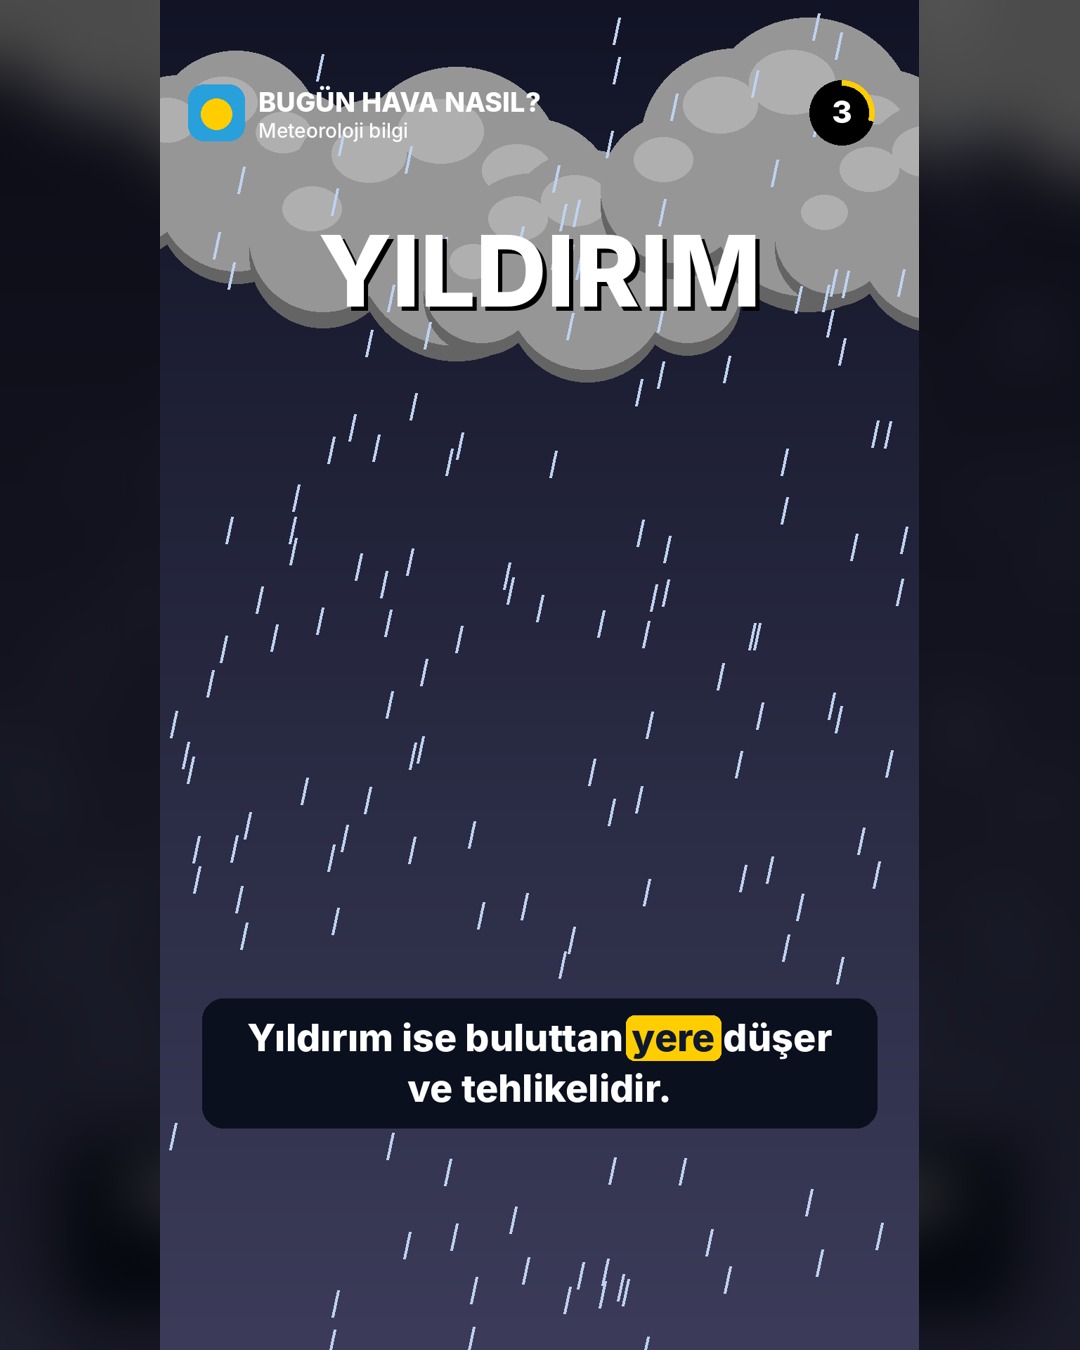 BUGÜN HAVA NASIL?
Meteoroloji bilgi
3
YILDIRIM
Yıldırım ise buluttan yere düşer
ve tehlikelidir.